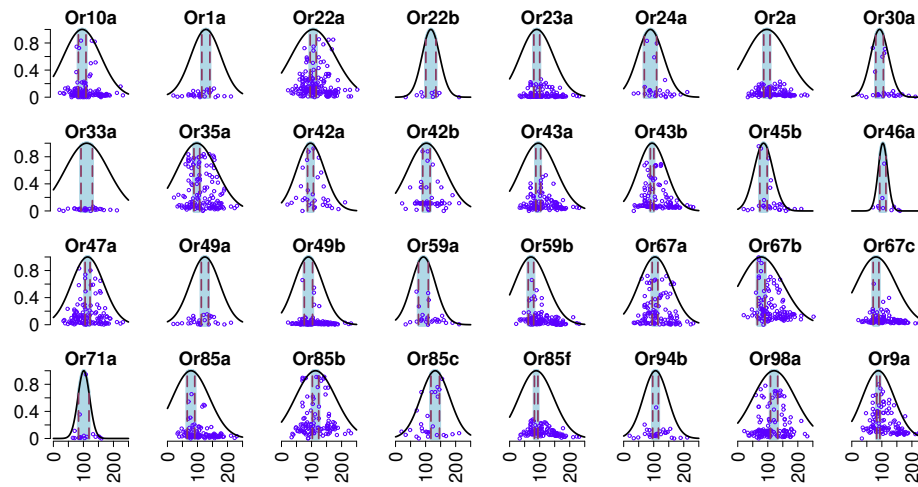 Or10a Or1a Or22a Or22b Or23a Or24a Or2a Or30a
0 0.4 0.8
Or33a Or35a Or42a Or42b Or43a Or43b Or45b Or46a
0 0.4 0.8
Or47a Or49a Or49b Or59a Or59b Or67a Or67b Or67c
0 0.4 0.8
Or71a Or85a Or85b Or85c Or85f Or94b Or98a Or9a
0 0.4 0.8
0 100 200 0 100 200 0 100 200 0 100 200 0 100 200 0 100 200 0 100 200 0 100 200